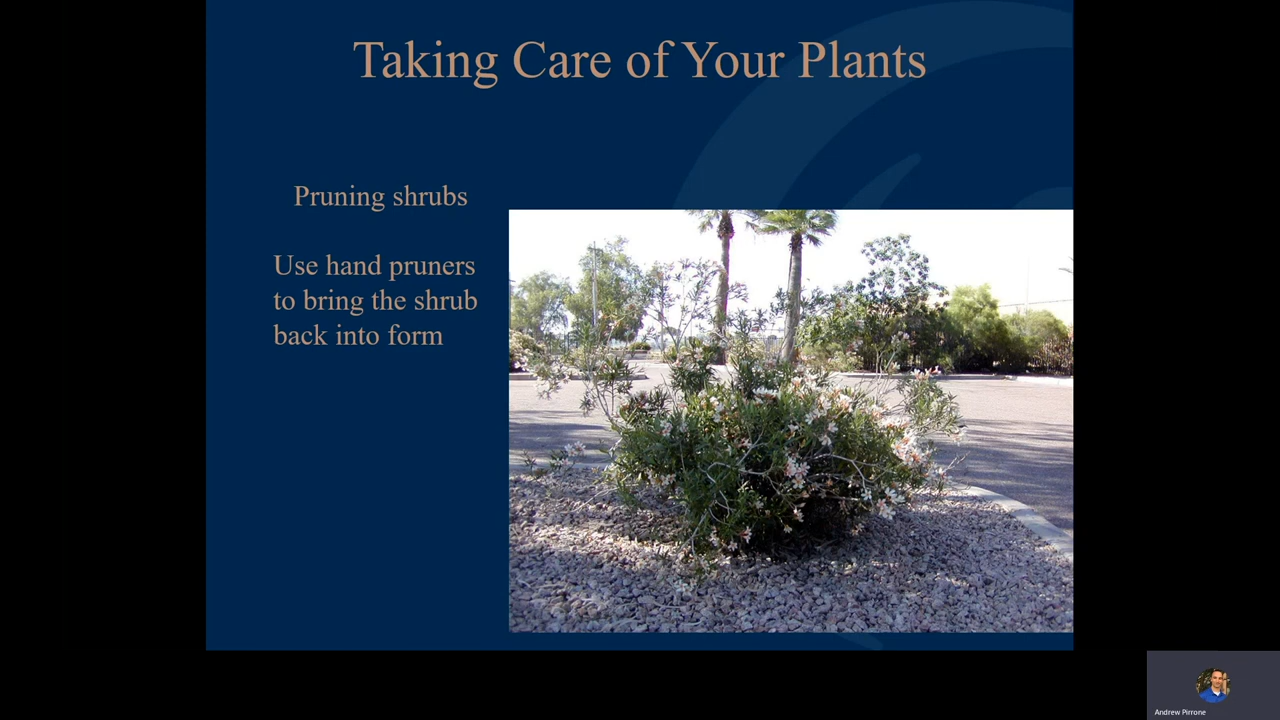 Taking Care of Your Plants
Pruning shrubs
Use hand pruners
to bring the shrub
back into form
Andrew Pirrone